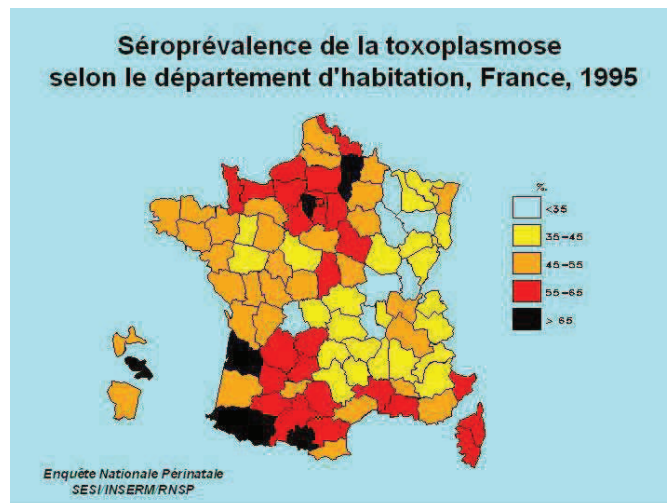 Séroprévalence de la toxoplasmose
selon le département d'habitation, France, 1995
%
<35
35-45
45-55
55-65
> 65
Enquête Nationale Périnatale
SESI/INSERM/RNSP